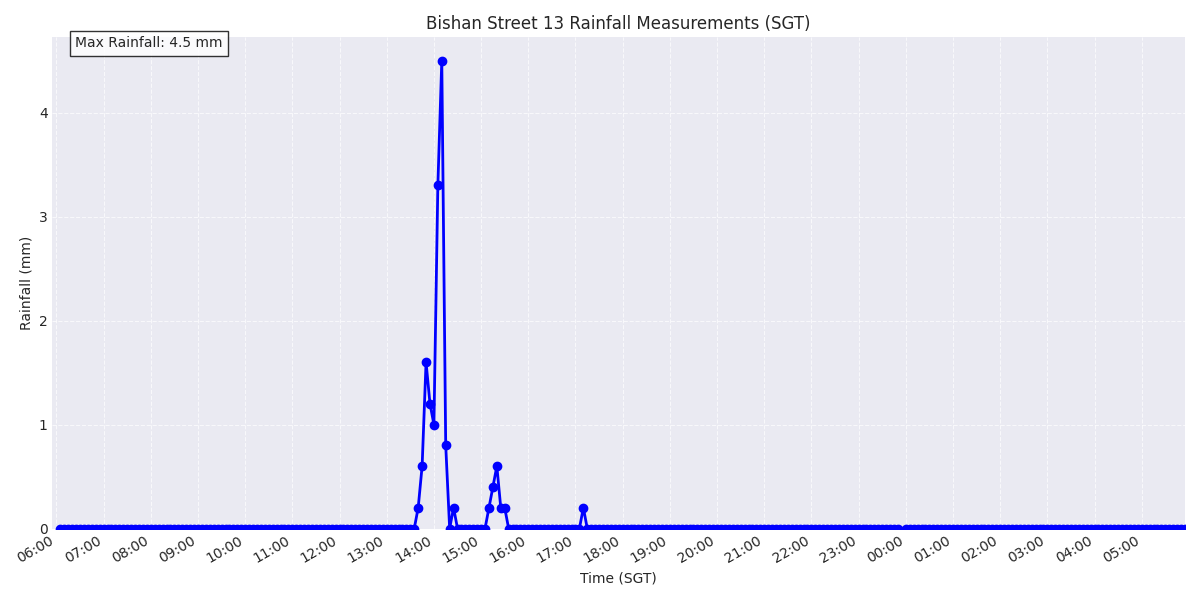 Bishan Street 13 Rainfall Measurements (SGT)
Max Rainfall: 4.5 mm
Rainfall (mm)
4
3
2
1
0
06:00 07:00 08:00 09:00 10:00 11:00 12:00 13:00 14:00 15:00 16:00 17:00 18:00 19:00 20:00 21:00 22:00 23:00 00:00 01:00 02:00 03:00 04:00 05:00
Time (SGT)